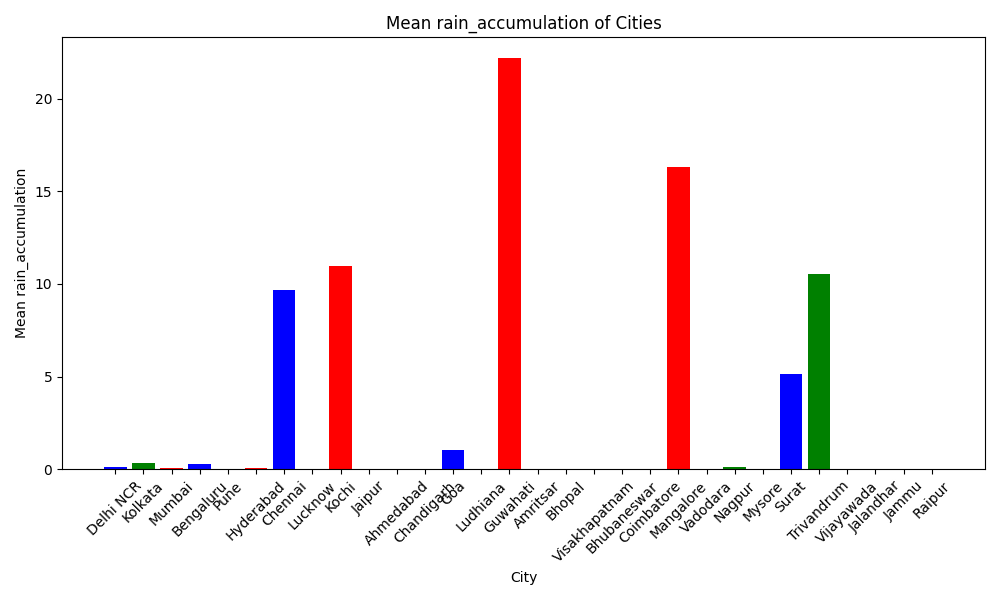 Mean rain_accumulation of Cities
Mean rain_accumulation
20
15
10
5
0
Delhi NCR
Kolkata
Mumbai
Bengaluru
Pune
Hyderabad
Chennai
Lucknow
Kochi
Jaipur
Ahmedabad
Chandigarh
Goa
Ludhiana
Guwahati
Amritsar
Bhopal
Visakhapatnam
Bhubaneswar
Coimbatore
Mangalore
Vadodara
Nagpur
Mysore
Surat
Trivandrum
Vijayawada
Jalandhar
Jammu
Raipur
City